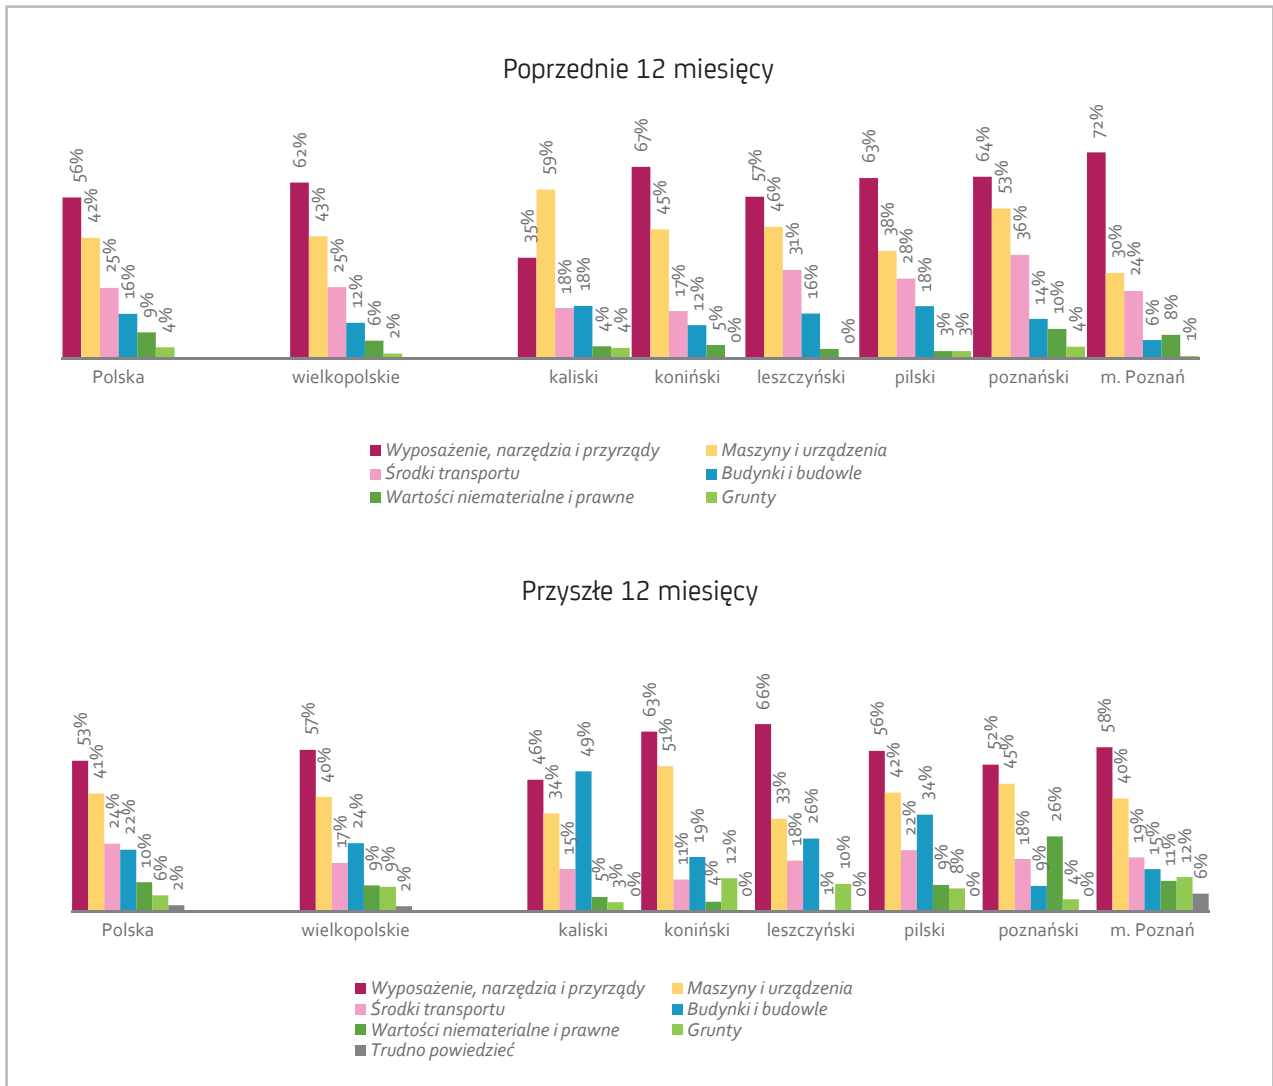 Poprzednie 12 miesięcy
56% 42% 25% 16% 9% 4%
62% 43% 25% 12% 6% 2%
35% 59% 18% 18% 4% 4%
67% 45% 17% 12% 5% 0%
57% 46% 31% 16% 0%
63% 38% 28% 18% 3% 3%
64% 53% 36% 14% 10% 4%
72% 30% 24% 6% 8% 1%
Polska wielkopolskie kaliski koniński leszczyński pilski poznański m. Poznań
Wyposażenie, narzędzia i przyrządy Maszyny i urządzenia
Środki transportu Budynki i budowle
Wartości niematerialne i prawne Grunty
Przyszłe 12 miesięcy
53% 41% 24% 22% 10% 6% 2%
57% 40% 17% 24% 9% 9% 2%
46% 34% 15% 49% 5% 3% 0%
63% 51% 11% 19% 4% 12% 0%
66% 33% 18% 26% 1% 10% 0%
56% 42% 22% 34% 9% 8% 0%
52% 45% 18% 9% 26% 4% 0%
58% 40% 19% 15% 11% 12% 6%
Polska wielkopolskie kaliski koniński leszczyński pilski poznański m. Poznań
Wyposażenie, narzędzia i przyrządy Maszyny i urządzenia
Środki transportu Budynki i budowle
Wartości niematerialne i prawne Grunty
Trudno powiedzieć